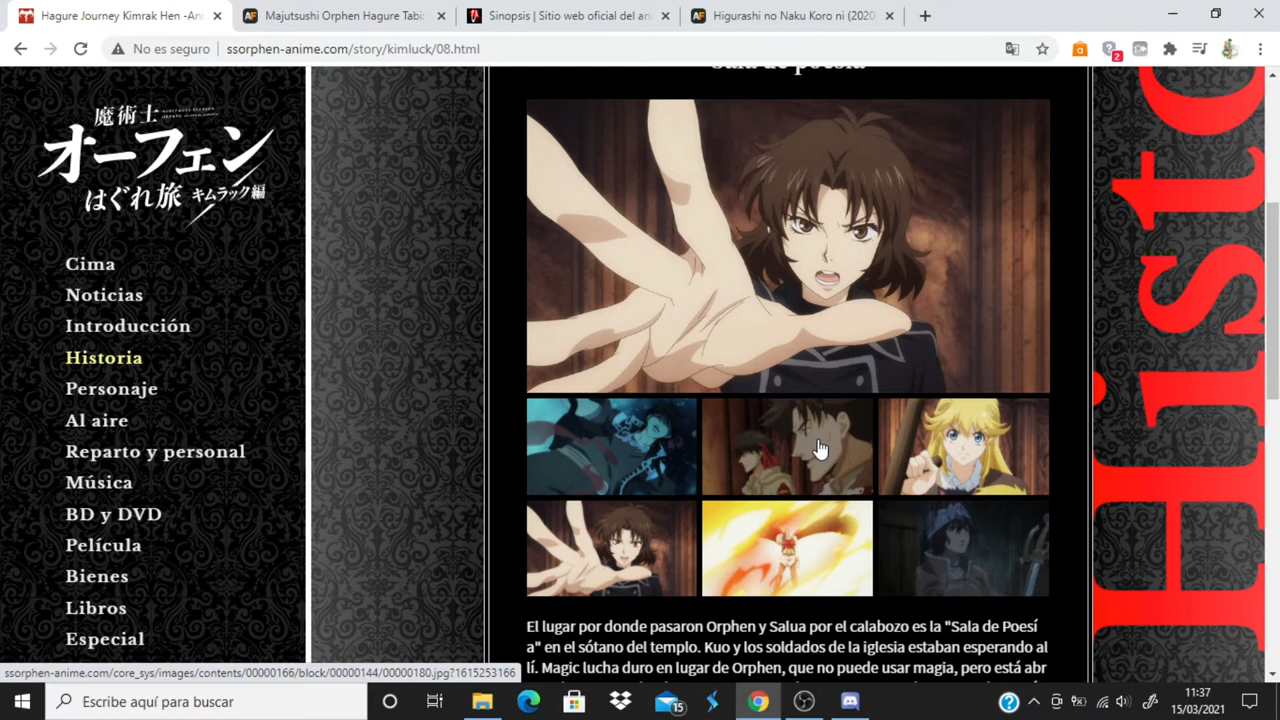 Hagure Journey Kimrak Hen -Ani
Majutsushi Orphen Hagure Tabi:
Sinopsis | Sitio web oficial del ani
Higurashi no Naku Koro ni (2020)
No es seguro
ssorphen-anime.com/story/kimluck/08.html
2
魔術士
オーフェン
はぐれ旅 キムラック編
Cima
Noticias
Introducción
Historia
Personaje
Al aire
Reparto y personal
Música
BD y DVD
Película
Bienes
Libros
Especial
Sala de poesía
El lugar por donde pasaron Orphen y Salua por el calabozo es la "Sala de Poesí
a" en el sótano del templo. Kuo y los soldados de la iglesia estaban esperando al
lí. Magic lucha duro en lugar de Orphen, que no puede usar magia, pero está abr
Histo
ssorphen-anime.com/core_sys/images/contents/00000166/block/00000144/00000180.jpg?1615253166
Escribe aquí para buscar
15
11:37
15/03/2021